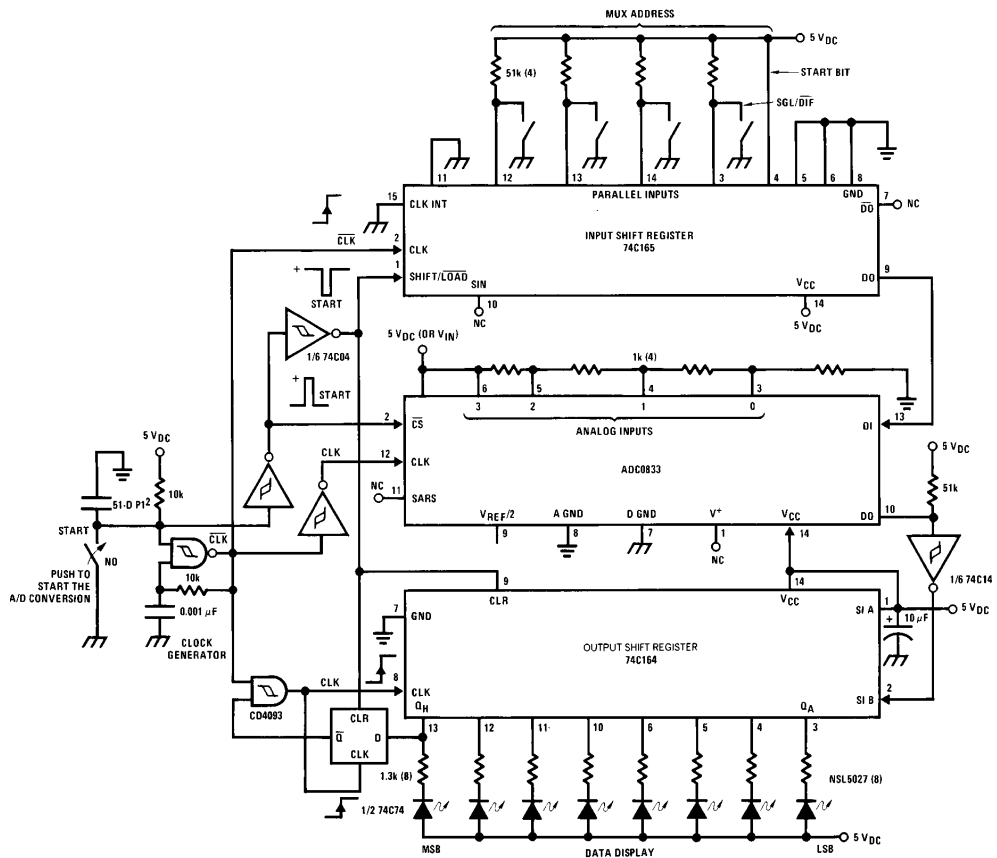 MUX ADDRESS
5 VDC
51k (4)
START BIT
SGL/DIF
11
12
13
14
3
4
5
6
8
GND
PARALLEL INPUTS
15
CLK INT
7
NC
DO
INPUT SHIFT REGISTER
74C165
CLK
2
CLK
1
SHIFT/LOAD
9
DO
+
START
SIN
10
NC
VCC
14
5 VDC
1/6 74C04
5 VDC (OR VIN)
1k (4)
+
START
6
5
4
3
3
2
1
0
ANALOG INPUTS
2
CS
13
DI
CLK
12
CLK
ADC0833
5 VDC
51k
NC
11
SARS
10
DO
VREF/2
9
A GND
8
D GND
7
V+
1
NC
VCC
14
1/6 74C14
5 VDC
51·D P12
10k
START
NO
CLK
PUSH TO
START THE
A/D CONVERSION
10k
0.001 µF
CLOCK
GENERATOR
9
CLR
14
VCC
7
GND
SI A
1
5 VDC
+
10 µF
OUTPUT SHIFT REGISTER
74C164
CLK
8
CLK
SI B
2
CD4093
QH
QA
13
12
11
10
6
5
4
3
CLR
Q
D
CLK
1.3k (8)
NSL5027 (8)
1/2 74C74
MSB
LSB
5 VDC
DATA DISPLAY